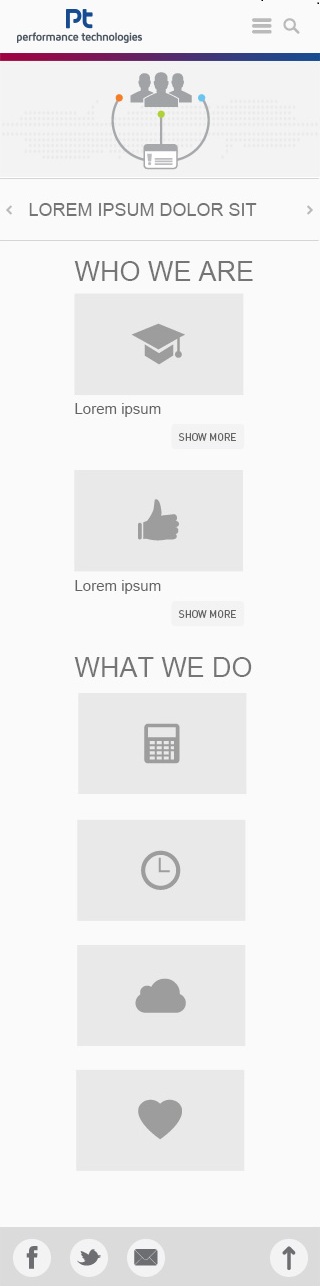 Pt
performance technologies
LOREM IPSUM DOLOR SIT
WHO WE ARE
Lorem ipsum
SHOW MORE
Lorem ipsum
SHOW MORE
WHAT WE DO